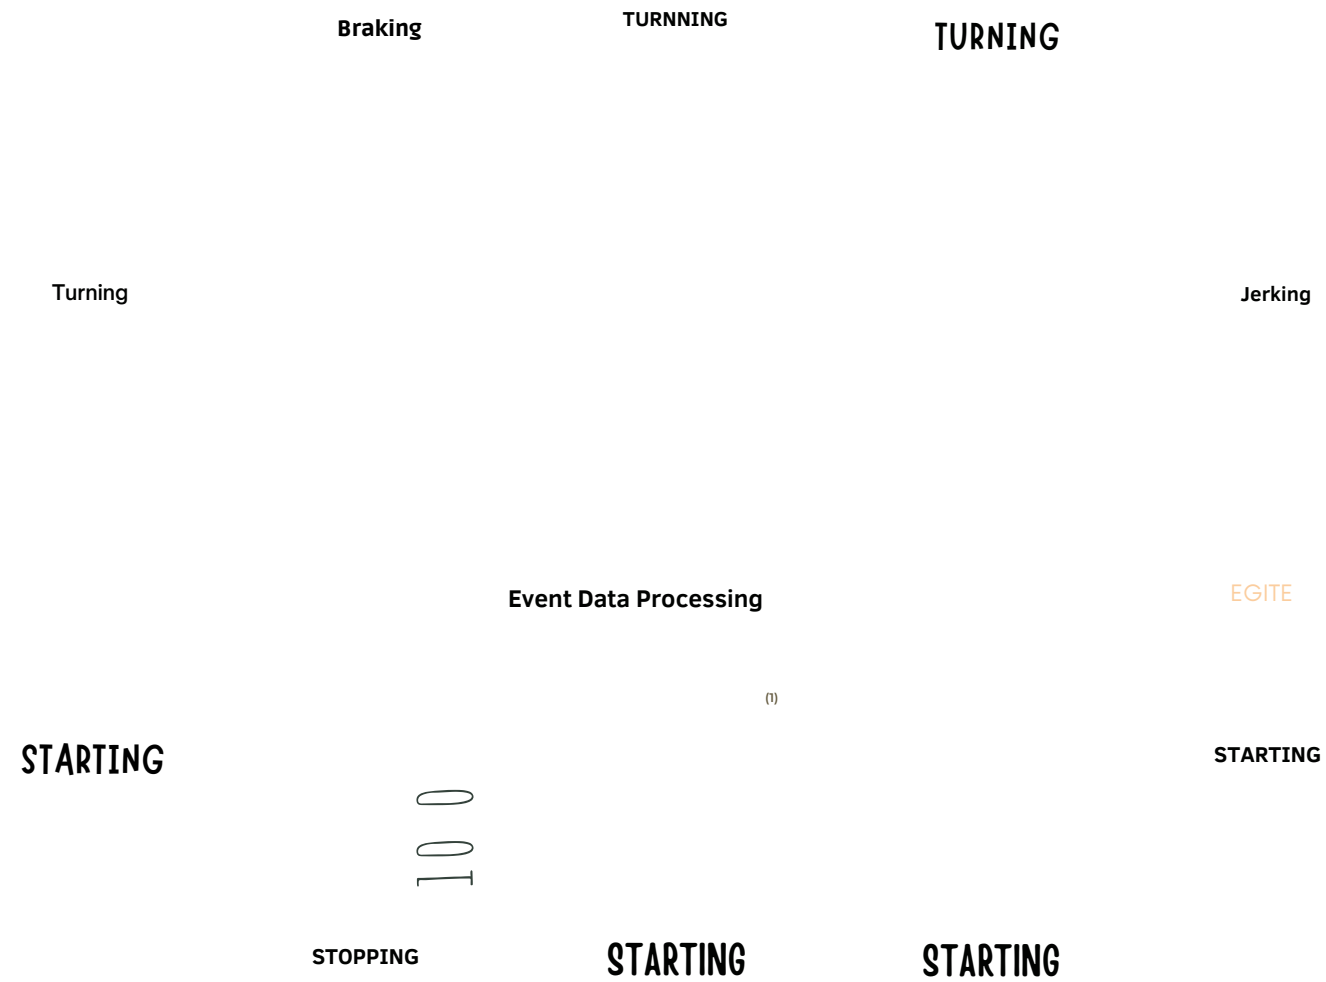 Braking
TURNNING
TURNING
Turning
Jerking
Event Data Processing
EGITE
(1)
STARTING
STARTING
100
STOPPING
STARTING
STARTING